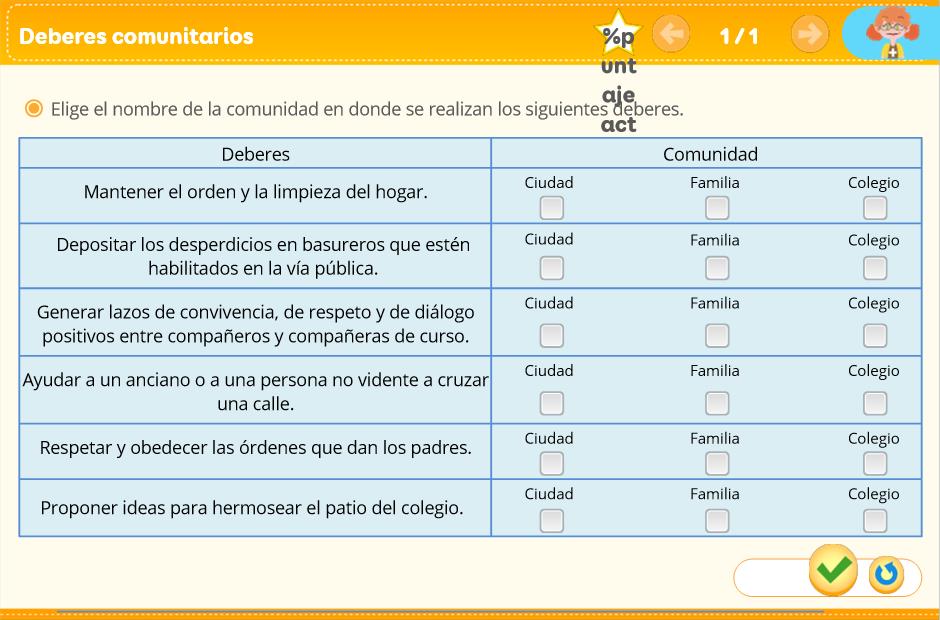 Deberes comunitarios
%p
unt
aje
act
1 / 1
Elige el nombre de la comunidad en donde se realizan los siguientes deberes.
Deberes
Comunidad
Mantener el orden y la limpieza del hogar.
Ciudad
Familia
Colegio
Depositar los desperdicios en basureros que estén
habilitados en la vía pública.
Ciudad
Familia
Colegio
Generar lazos de convivencia, de respeto y de diálogo
positivos entre compañeros y compañeras de curso.
Ciudad
Familia
Colegio
Ayudar a un anciano o a una persona no vidente a cruzar
una calle.
Ciudad
Familia
Colegio
Respetar y obedecer las órdenes que dan los padres.
Ciudad
Familia
Colegio
Proponer ideas para hermosear el patio del colegio.
Ciudad
Familia
Colegio